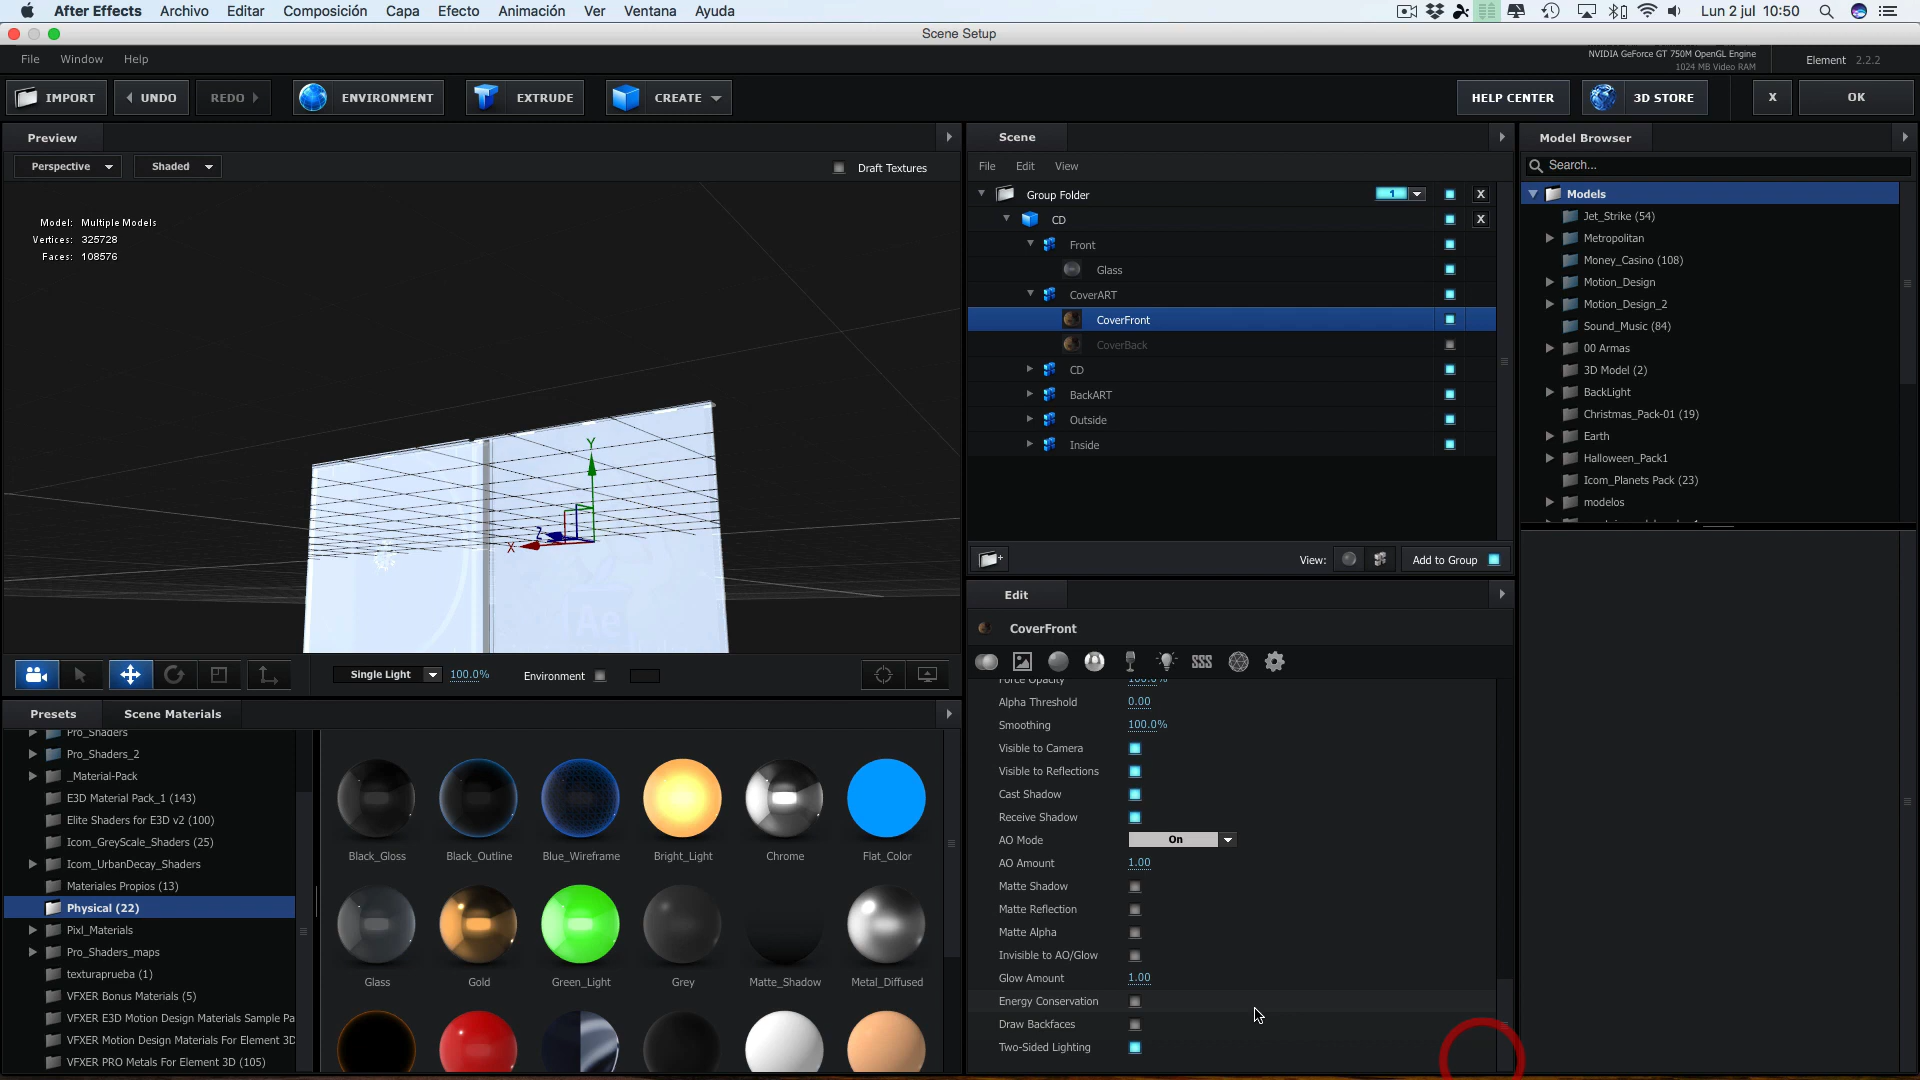 After Effects Archivo Editar Composición Capa Efecto Animación Ver Ventana Ayuda Lun 2 jul 10:50
Scene Setup
File Window Help
NVIDIA GeForce GT 750M OpenGL Engine
1024 MB Video RAM
Element 2.2.2
IMPORT UNDO REDO ENVIRONMENT EXTRUDE CREATE HELP CENTER 3D STORE X OK
Preview
Perspective Shaded Draft Textures
Model: Multiple Models
Vertices: 325728
Faces: 108576
Y
Z
X
Ae
Single Light 100.0% Environment
Scene
File Edit View
Group Folder 1 X
CD X
Front
Glass
CoverART
CoverFront
CoverBack
CD
BackART
Outside
Inside
View: Add to Group
Model Browser
Search...
Models
Jet_Strike (54)
Metropolitan
Money_Casino (108)
Motion_Design
Motion_Design_2
Sound_Music (84)
00 Armas
3D Model (2)
BackLight
Christmas_Pack-01 (19)
Earth
Halloween_Pack1
Icom_Planets Pack (23)
modelos
Edit
CoverFront
Force Opacity 100.0%
Alpha Threshold 0.00
Smoothing 100.0%
Visible to Camera
Visible to Reflections
Cast Shadow
Receive Shadow
AO Mode On
AO Amount 1.00
Matte Shadow
Matte Reflection
Matte Alpha
Invisible to AO/Glow
Glow Amount 1.00
Energy Conservation
Draw Backfaces
Two-Sided Lighting
Presets Scene Materials
Pro_Shaders
Pro_Shaders_2
_Material-Pack
E3D Material Pack_1 (143)
Elite Shaders for E3D v2 (100)
Icom_GreyScale_Shaders (25)
Icom_UrbanDecay_Shaders
Materiales Propios (13)
Physical (22)
Pixl_Materials
Pro_Shaders_maps
texturaprueba (1)
VFXER Bonus Materials (5)
VFXER E3D Motion Design Materials Sample Pa
VFXER Motion Design Materials For Element 3D
VFXER PRO Metals For Element 3D (105)
Black_Gloss Black_Outline Blue_Wireframe Bright_Light Chrome Flat_Color
Glass Gold Green_Light Grey Matte_Shadow Metal_Diffused